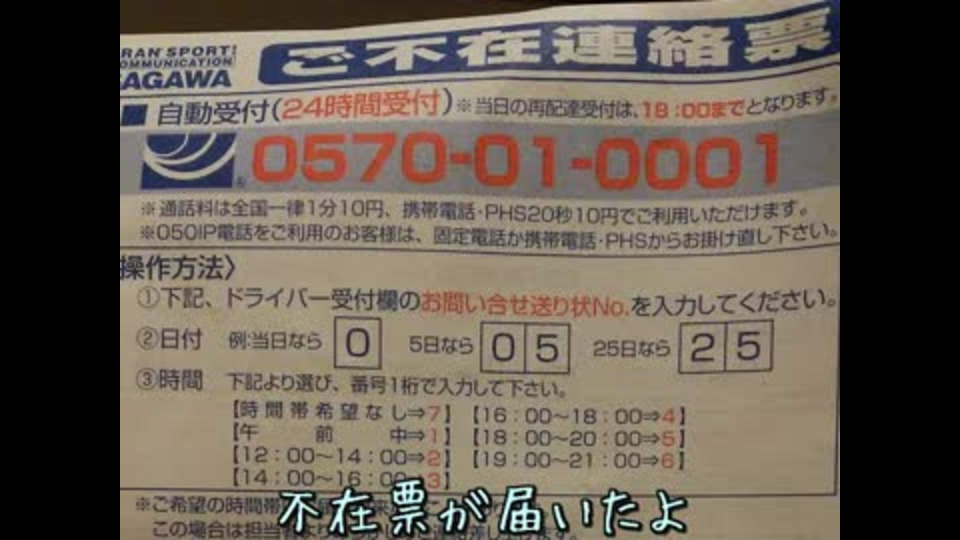 RAN SPORT!
OMMUNICATION
SAGAWA
ご不在連絡票
■ 自動受付(24時間受付) ※当日の再配達受付は、18:00までとなります。
0570-01-0001
※通話料は全国一律1分10円、携帯電話・PHS20秒10円でご利用いただけます。
※050IP電話をご利用のお客様は、固定電話か携帯電話・PHSからお掛け直し下さい。
操作方法〉
①下記、ドライバー受付欄のお問い合せ送り状No.を入力してください。
②日付 例:当日なら 0 5日なら 05 25日なら 25
③時間 下記より選び、番号1桁で入力して下さい。
【時間帯希望なし⇒7】【16:00〜18:00⇒4】
【午前中⇒1】【18:00〜20:00⇒5】
【12:00〜14:00⇒2】【19:00〜21:00⇒6】
【14:00〜16:00⇒3】
※ご希望の時間帯
この場合は担当者より
不在票が届いたよ